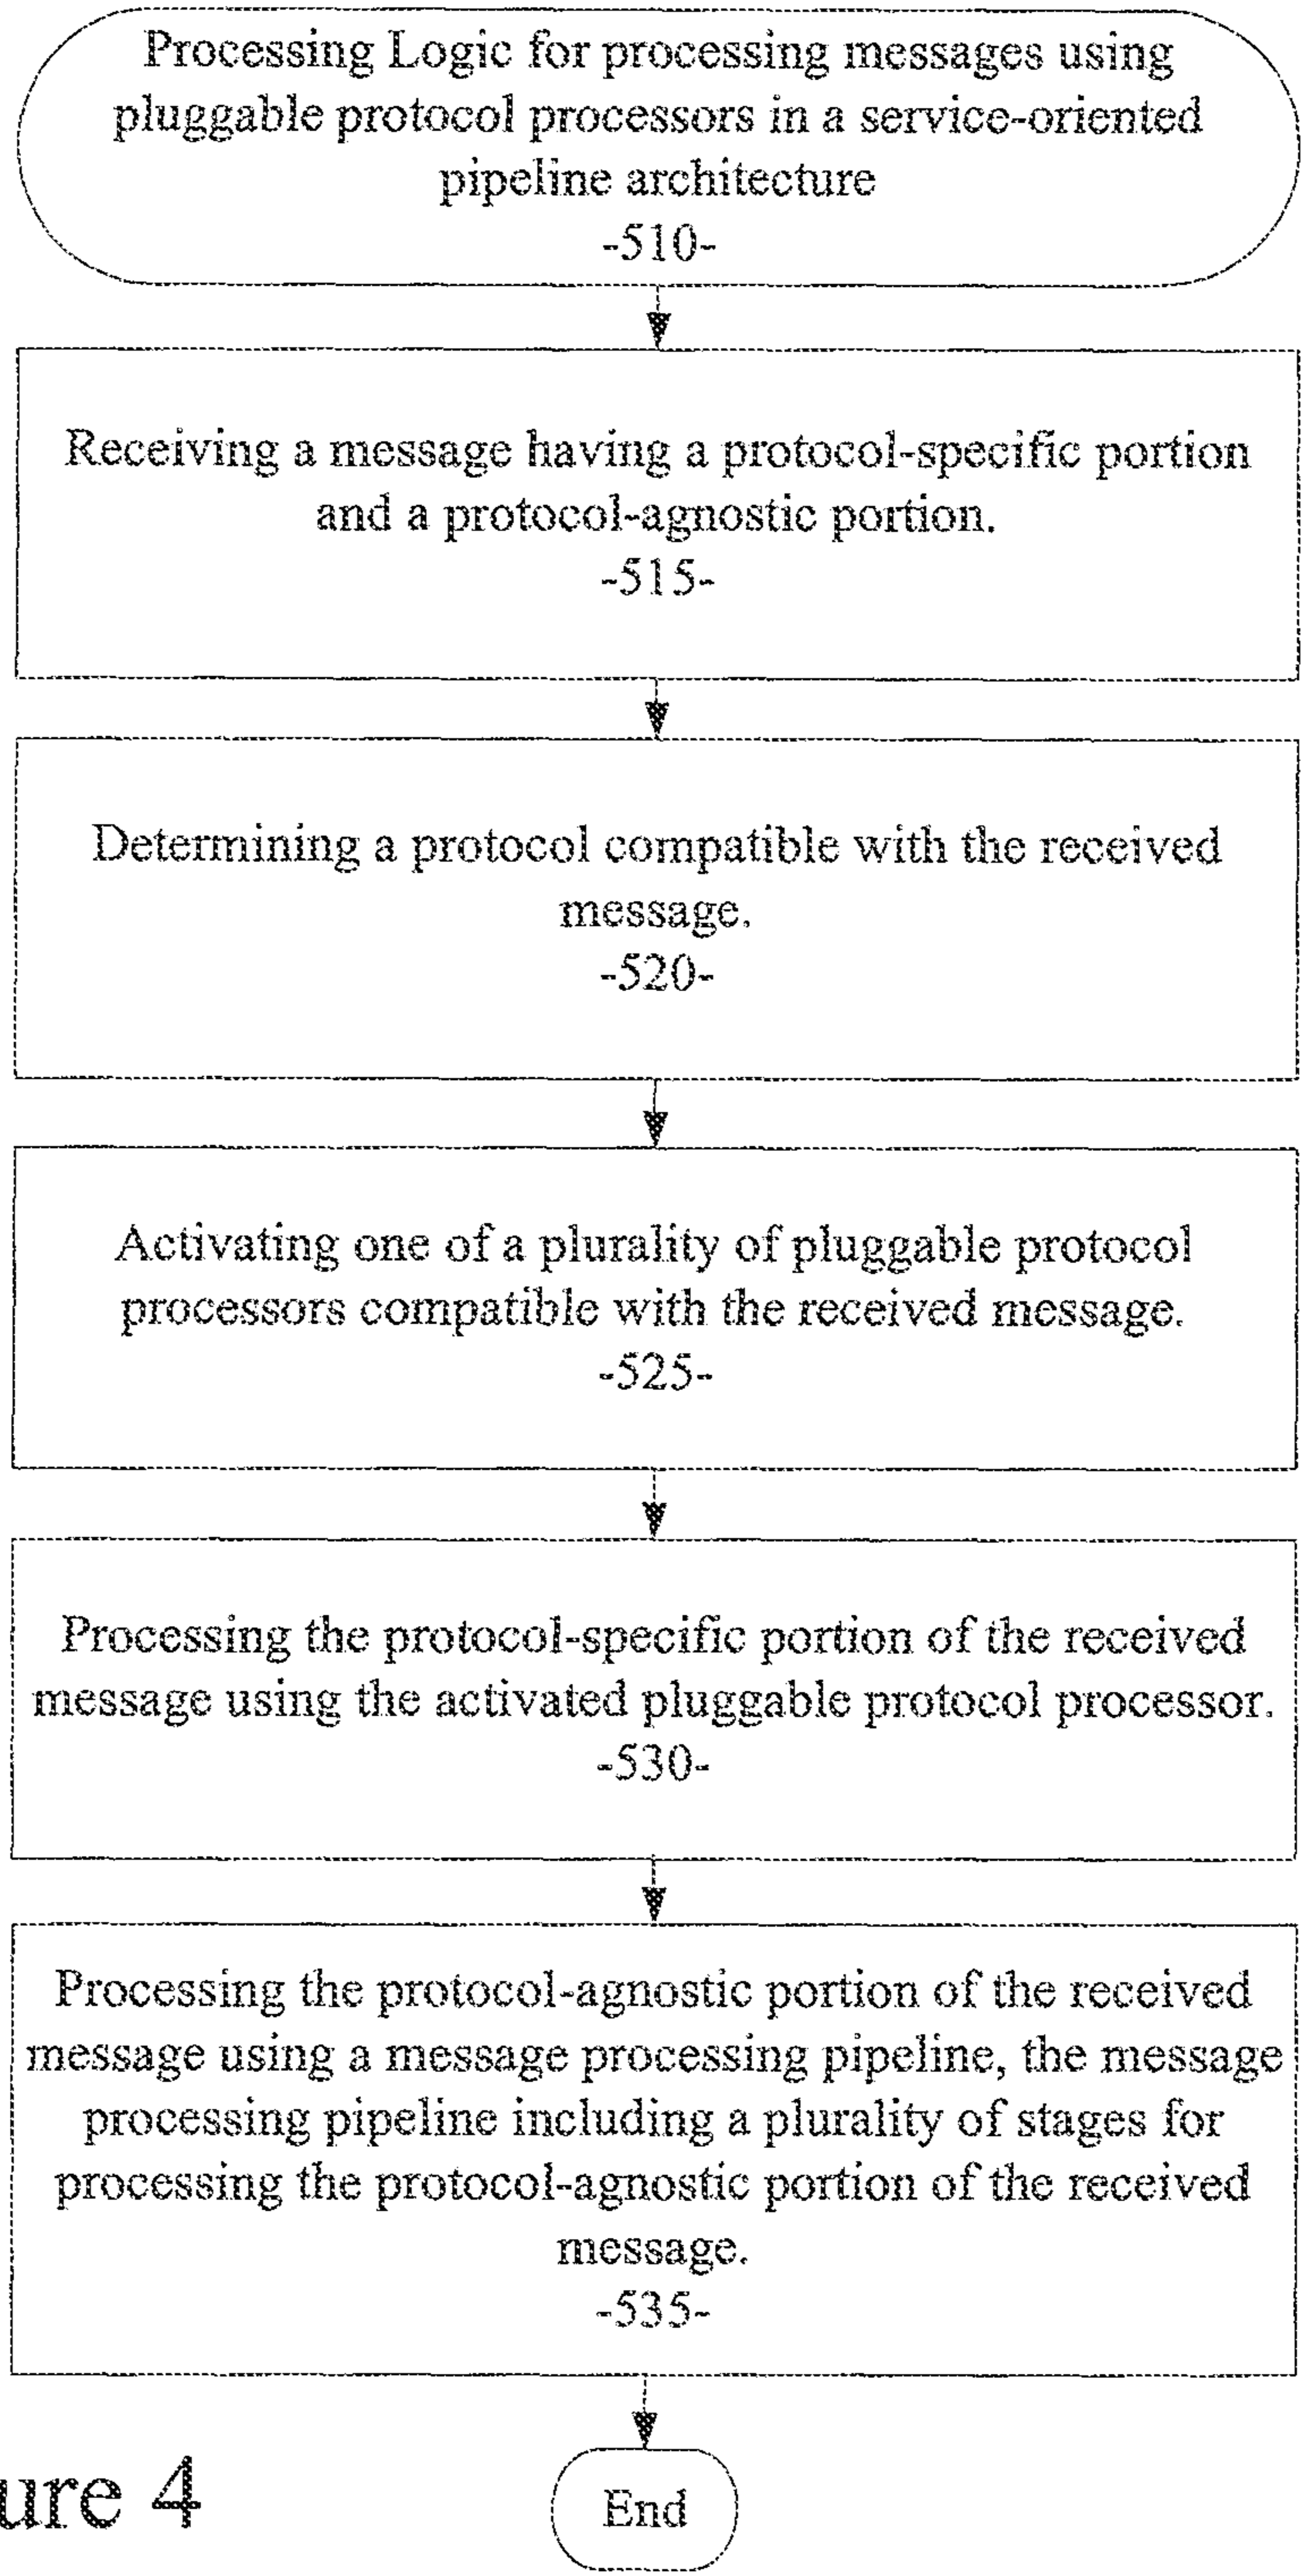 Processing Logic for processing messages using
pluggable protocol processors in a service-oriented
pipeline architecture
-510-
Receiving a message having a protocol-specific portion
and a protocol-agnostic portion.
-515-
Determining a protocol compatible with the received
message.
-520-
Activating one of a plurality of pluggable protocol
processors compatible with the received message.
-525-
Processing the protocol-specific portion of the received
message using the activated pluggable protocol processor.
-530-
Processing the protocol-agnostic portion of the received
message using a message processing pipeline, the message
processing pipeline including a plurality of stages for
processing the protocol-agnostic portion of the received
message.
-535-
End
ure 4